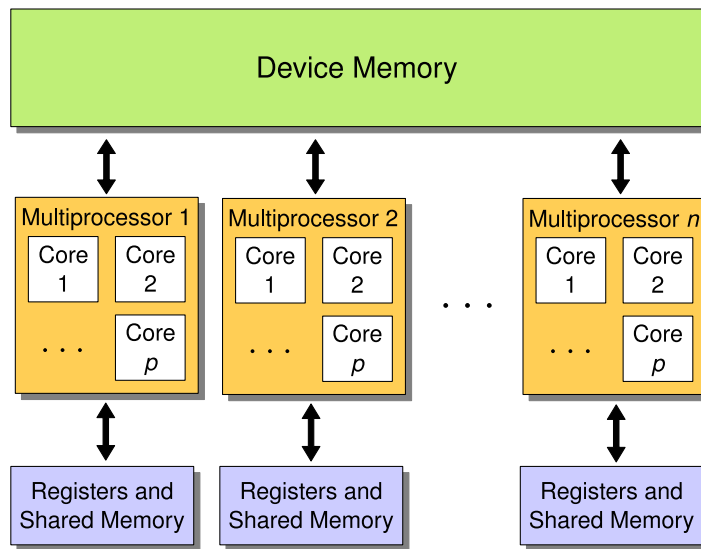 Device Memory
Multiprocessor 1
Core
1
Core
2
. . .
Core
p
Multiprocessor 2
Core
1
Core
2
. . .
Core
p
. . .
Multiprocessor n
Core
1
Core
2
. . .
Core
p
Registers and
Shared Memory
Registers and
Shared Memory
Registers and
Shared Memory